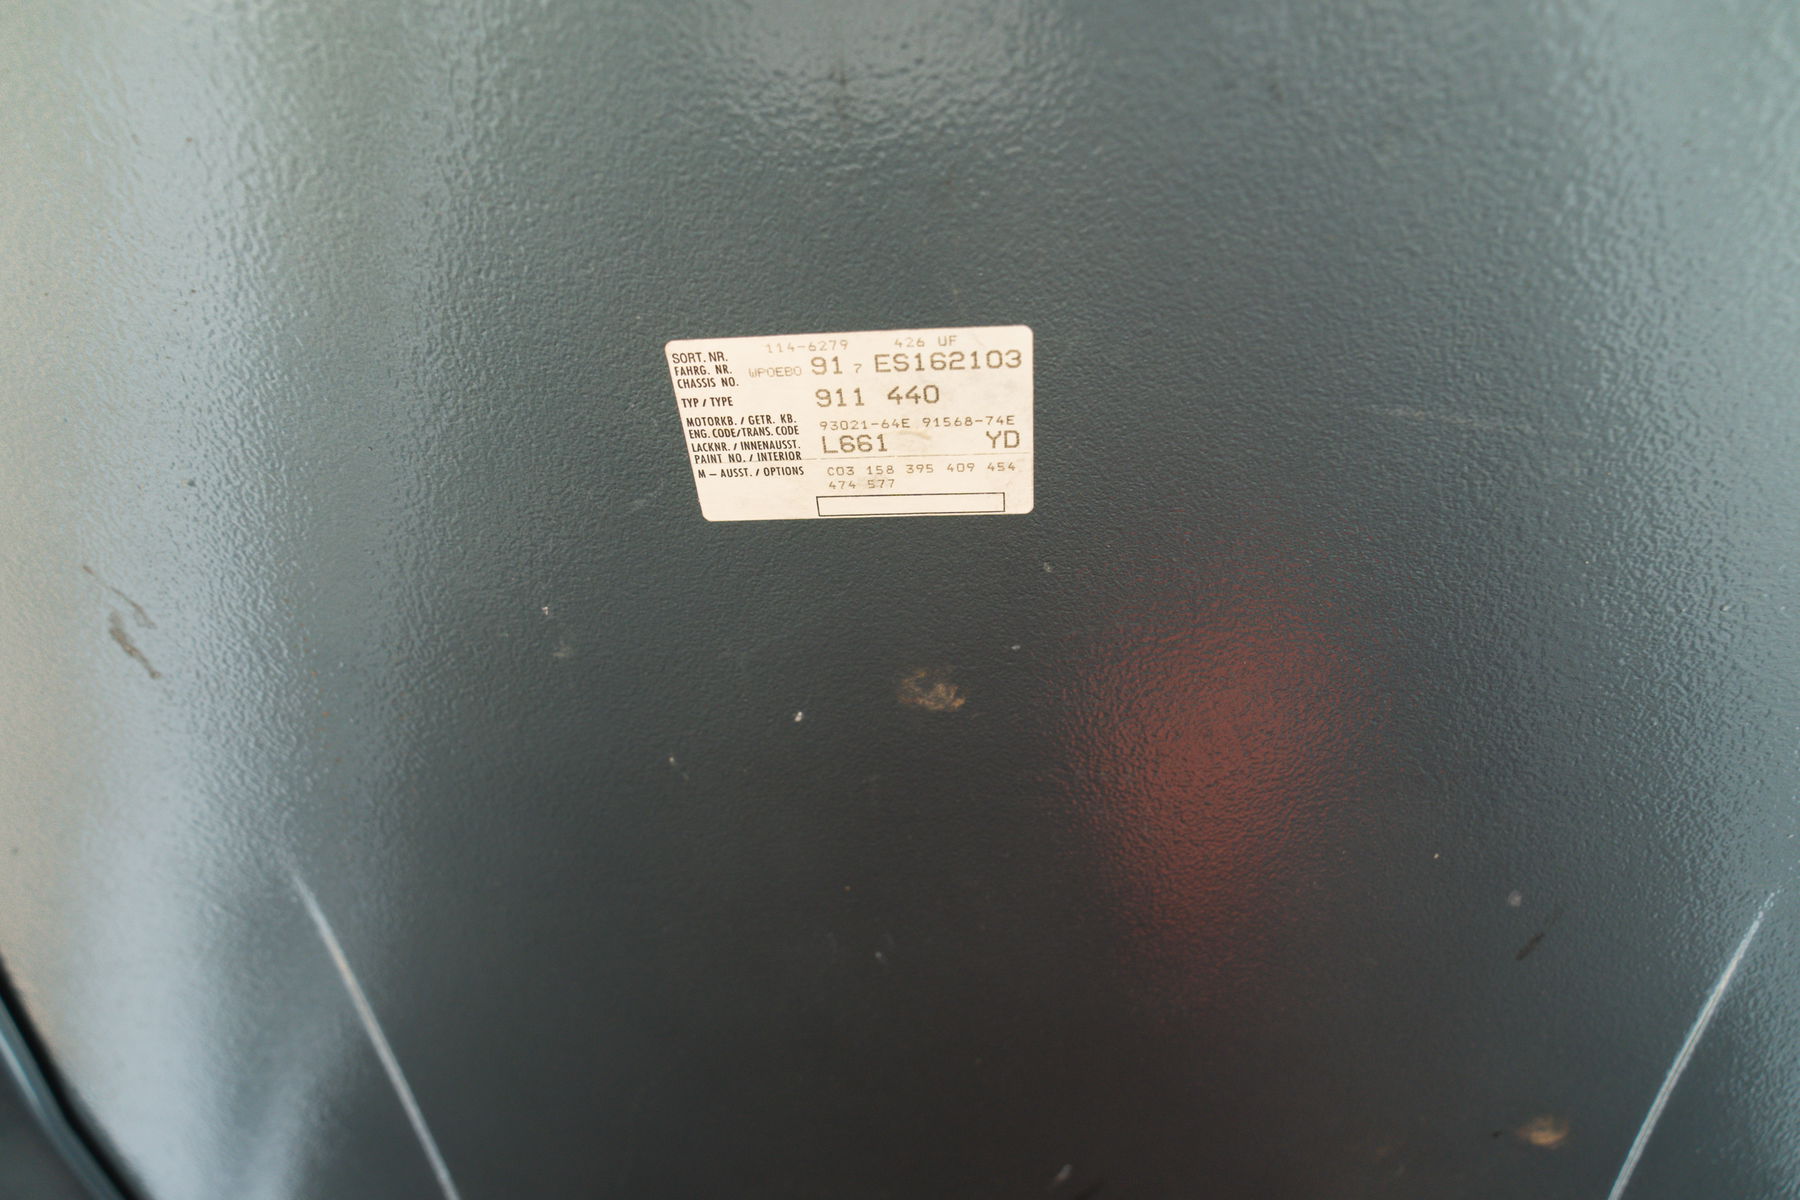 SORT. NR. 114-6279 426 UF
FAHRG. NR. WPOEBO 91 7 ES162103
CHASSIS NO.
TYP / TYPE 911 440
MOTORKB. / GETR. KB.
ENG. CODE/TRANS. CODE 93021-64E 91568-74E
LACKNR. / INNENAUSST. L661 YD
PAINT NO. / INTERIOR
M – AUSST. / OPTIONS C03 158 395 409 454
474 577